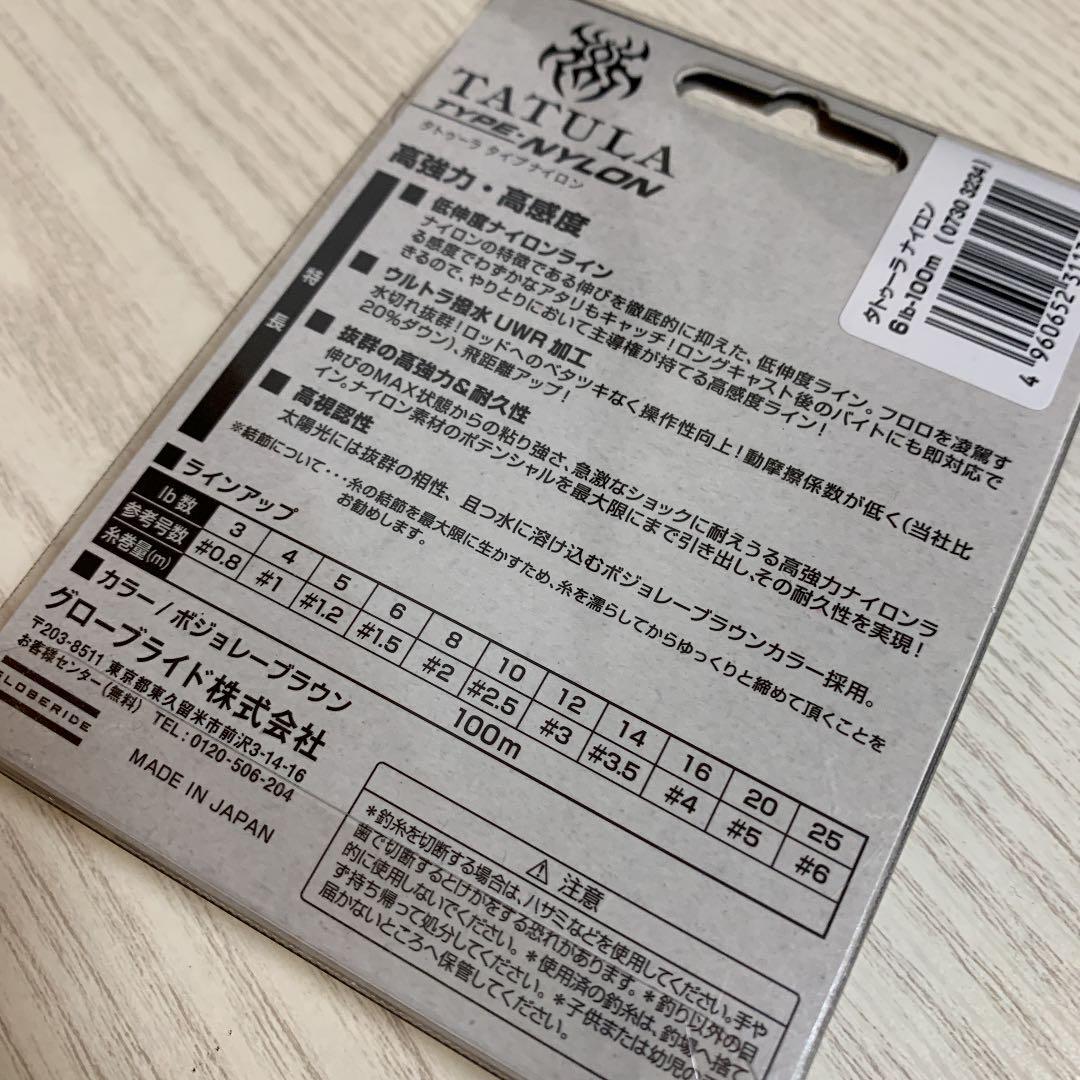 TATULA
TYPE-NYLON
タトゥーラ タイプナイロン
高強力・高感度
特長
■ 低伸度ナイロンライン
ナイロンの特徴である伸びを徹底的に抑えた、低伸度ライン。フロロを凌駕す
る感度でわずかなアタリもキャッチ!ロングキャスト後のバイトにも即対応で
きるので、やりとりにおいて主導権が持てる高感度ライン!
■ ウルトラ撥水 UWR 加工
水切れ抜群!ロッドへのベタツキなく操作性向上!動摩擦係数が低く(当社比
20%ダウン)、飛距離アップ!
■ 抜群の高強力&耐久性
伸びのMAX状態からの粘り強さ、急激なショックに耐えうる高強力ナイロンラ
イン。ナイロン素材のポテンシャルを最大限にまで引き出し、その耐久性を実現!
■ 高視認性
太陽光には抜群の相性、且つ水に溶け込むボジョレーブラウンカラー採用。
※結節について・・・糸の結節を最大限に生かすため、糸を濡らしてからゆっくりと締めて頂くことを
お勧めします。
■ ラインアップ
lb数 3 4 5 6 8 10 12 14 16 20 25
参考号数 #0.8 #1 #1.2 #1.5 #2 #2.5 #3 #3.5 #4 #5 #6
糸巻量(m) 100m
■ カラー / ボジョレーブラウン
グローブライド株式会社
〒203-8511 東京都東久留米市前沢3-14-16
お客様センター(無料) TEL:0120-506-204
GLOBERIDE
MADE IN JAPAN
⚠ 注意
*釣糸を切断する場合は、ハサミなどを使用してください。手や
歯で切断するとけがをする恐れがあります。*釣り以外の目
的に使用しないでください。*使用済の釣糸は、釣場へ捨て
ず持ち帰って処分してください。*子供または幼児の
届かないところへ保管してください。
タトゥーラ ナイロン
6lb-100m (0730 3234)
4 960652 311